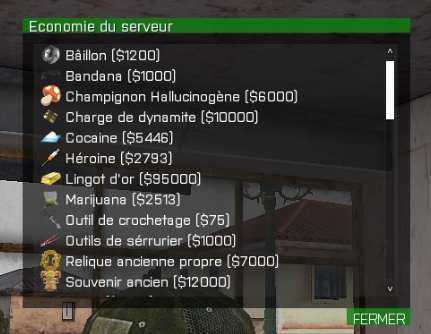 Economie du serveur
Bâillon ($1200)
Bandana ($1000)
Champignon Hallucinogène ($6000)
Charge de dynamite ($10000)
Cocaine ($5446)
Héroine ($2793)
Lingot d'or ($95000)
Marijuana ($2513)
Outil de crochetage ($75)
Outils de sérrurier ($1000)
Relique ancienne propre ($7000)
Souvenir ancien ($12000)
FERMER